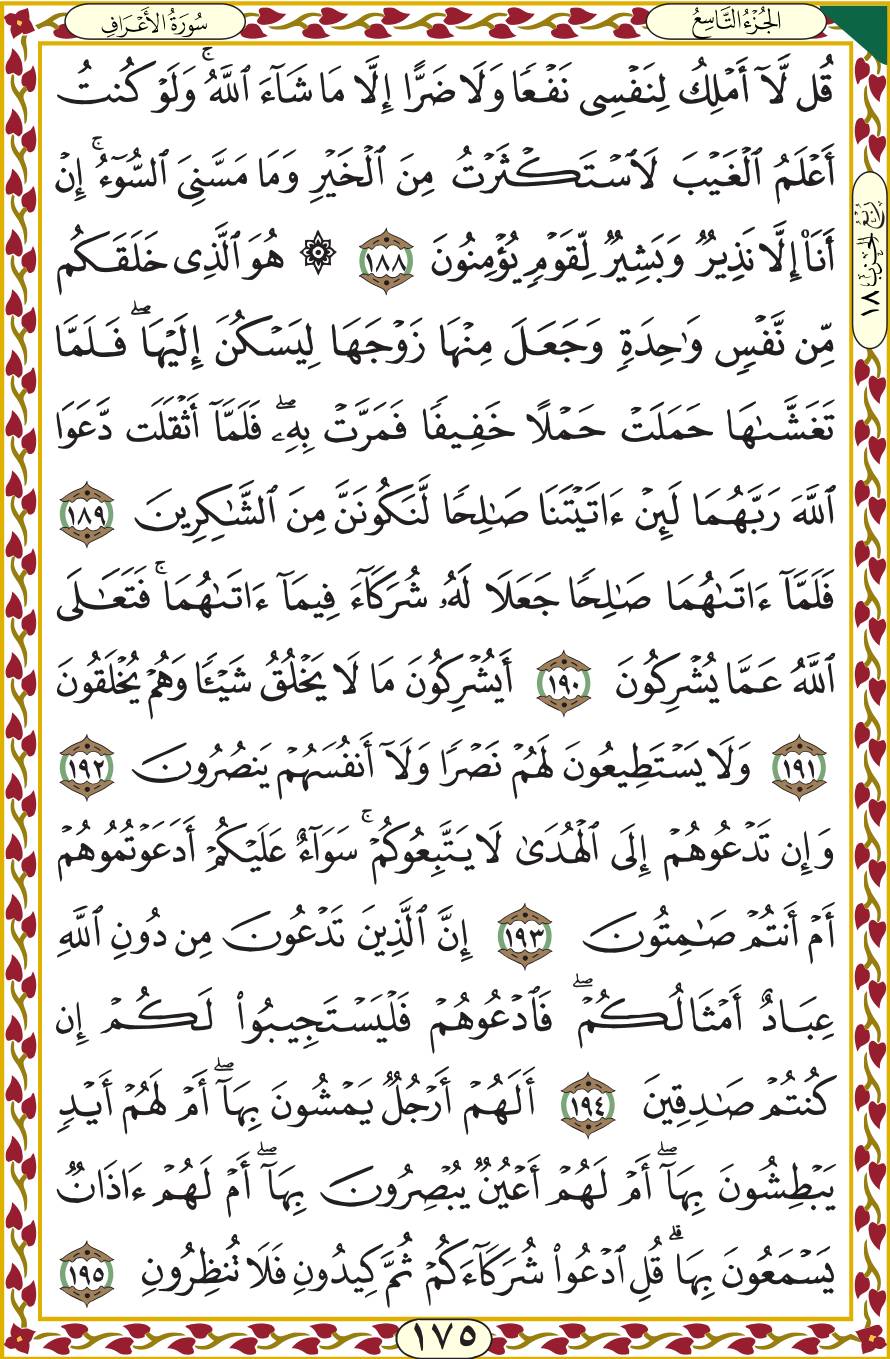 الجُزْءُ التَّاسِعُ
سُورَةُ الأَعْرَافِ
قُل لَّآ أَمْلِكُ لِنَفْسِى نَفْعًا وَلَا ضَرًّا إِلَّا مَا شَآءَ ٱللَّهُ ۚ وَلَوْ كُنتُ
أَعْلَمُ ٱلْغَيْبَ لَٱسْتَكْثَرْتُ مِنَ ٱلْخَيْرِ وَمَا مَسَّنِىَ ٱلسُّوٓءُ ۚ إِنْ
أَنَا۠ إِلَّا نَذِيرٌ وَبَشِيرٌ لِّقَوْمٍ يُؤْمِنُونَ ١٨٨ ۞ هُوَ ٱلَّذِى خَلَقَكُم
مِّن نَّفْسٍ وَٰحِدَةٍ وَجَعَلَ مِنْهَا زَوْجَهَا لِيَسْكُنَ إِلَيْهَا ۖ فَلَمَّا
تَغَشَّىٰهَا حَمَلَتْ حَمْلًا خَفِيفًا فَمَرَّتْ بِهِۦ ۖ فَلَمَّآ أَثْقَلَت دَّعَوَا
ٱللَّهَ رَبَّهُمَا لَئِنْ ءَاتَيْتَنَا صَٰلِحًا لَّنَكُونَنَّ مِنَ ٱلشَّٰكِرِينَ ١٨٩
فَلَمَّآ ءَاتَىٰهُمَا صَٰلِحًا جَعَلَا لَهُۥ شُرَكَآءَ فِيمَآ ءَاتَىٰهُمَا ۚ فَتَعَٰلَى
ٱللَّهُ عَمَّا يُشْرِكُونَ ١٩٠ أَيُشْرِكُونَ مَا لَا يَخْلُقُ شَيْـًٔا وَهُمْ يُخْلَقُونَ
١٩١ وَلَا يَسْتَطِيعُونَ لَهُمْ نَصْرًا وَلَآ أَنفُسَهُمْ يَنصُرُونَ ١٩٢
وَإِن تَدْعُوهُمْ إِلَى ٱلْهُدَىٰ لَا يَتَّبِعُوكُمْ ۚ سَوَآءٌ عَلَيْكُمْ أَدَعَوْتُمُوهُمْ
أَمْ أَنتُمْ صَٰمِتُونَ ١٩٣ إِنَّ ٱلَّذِينَ تَدْعُونَ مِن دُونِ ٱللَّهِ
عِبَادٌ أَمْثَالُكُمْ ۖ فَٱدْعُوهُمْ فَلْيَسْتَجِيبُوا۟ لَكُمْ إِن
كُنتُمْ صَٰدِقِينَ ١٩٤ أَلَهُمْ أَرْجُلٌ يَمْشُونَ بِهَآ ۖ أَمْ لَهُمْ أَيْدٍ
يَبْطِشُونَ بِهَآ ۖ أَمْ لَهُمْ أَعْيُنٌ يُبْصِرُونَ بِهَآ ۖ أَمْ لَهُمْ ءَاذَانٌ
يَسْمَعُونَ بِهَا ۗ قُلِ ٱدْعُوا۟ شُرَكَآءَكُمْ ثُمَّ كِيدُونِ فَلَا تُنظِرُونِ ١٩٥
رُبْعُ الحِزْبِ ١٨
١٧٥